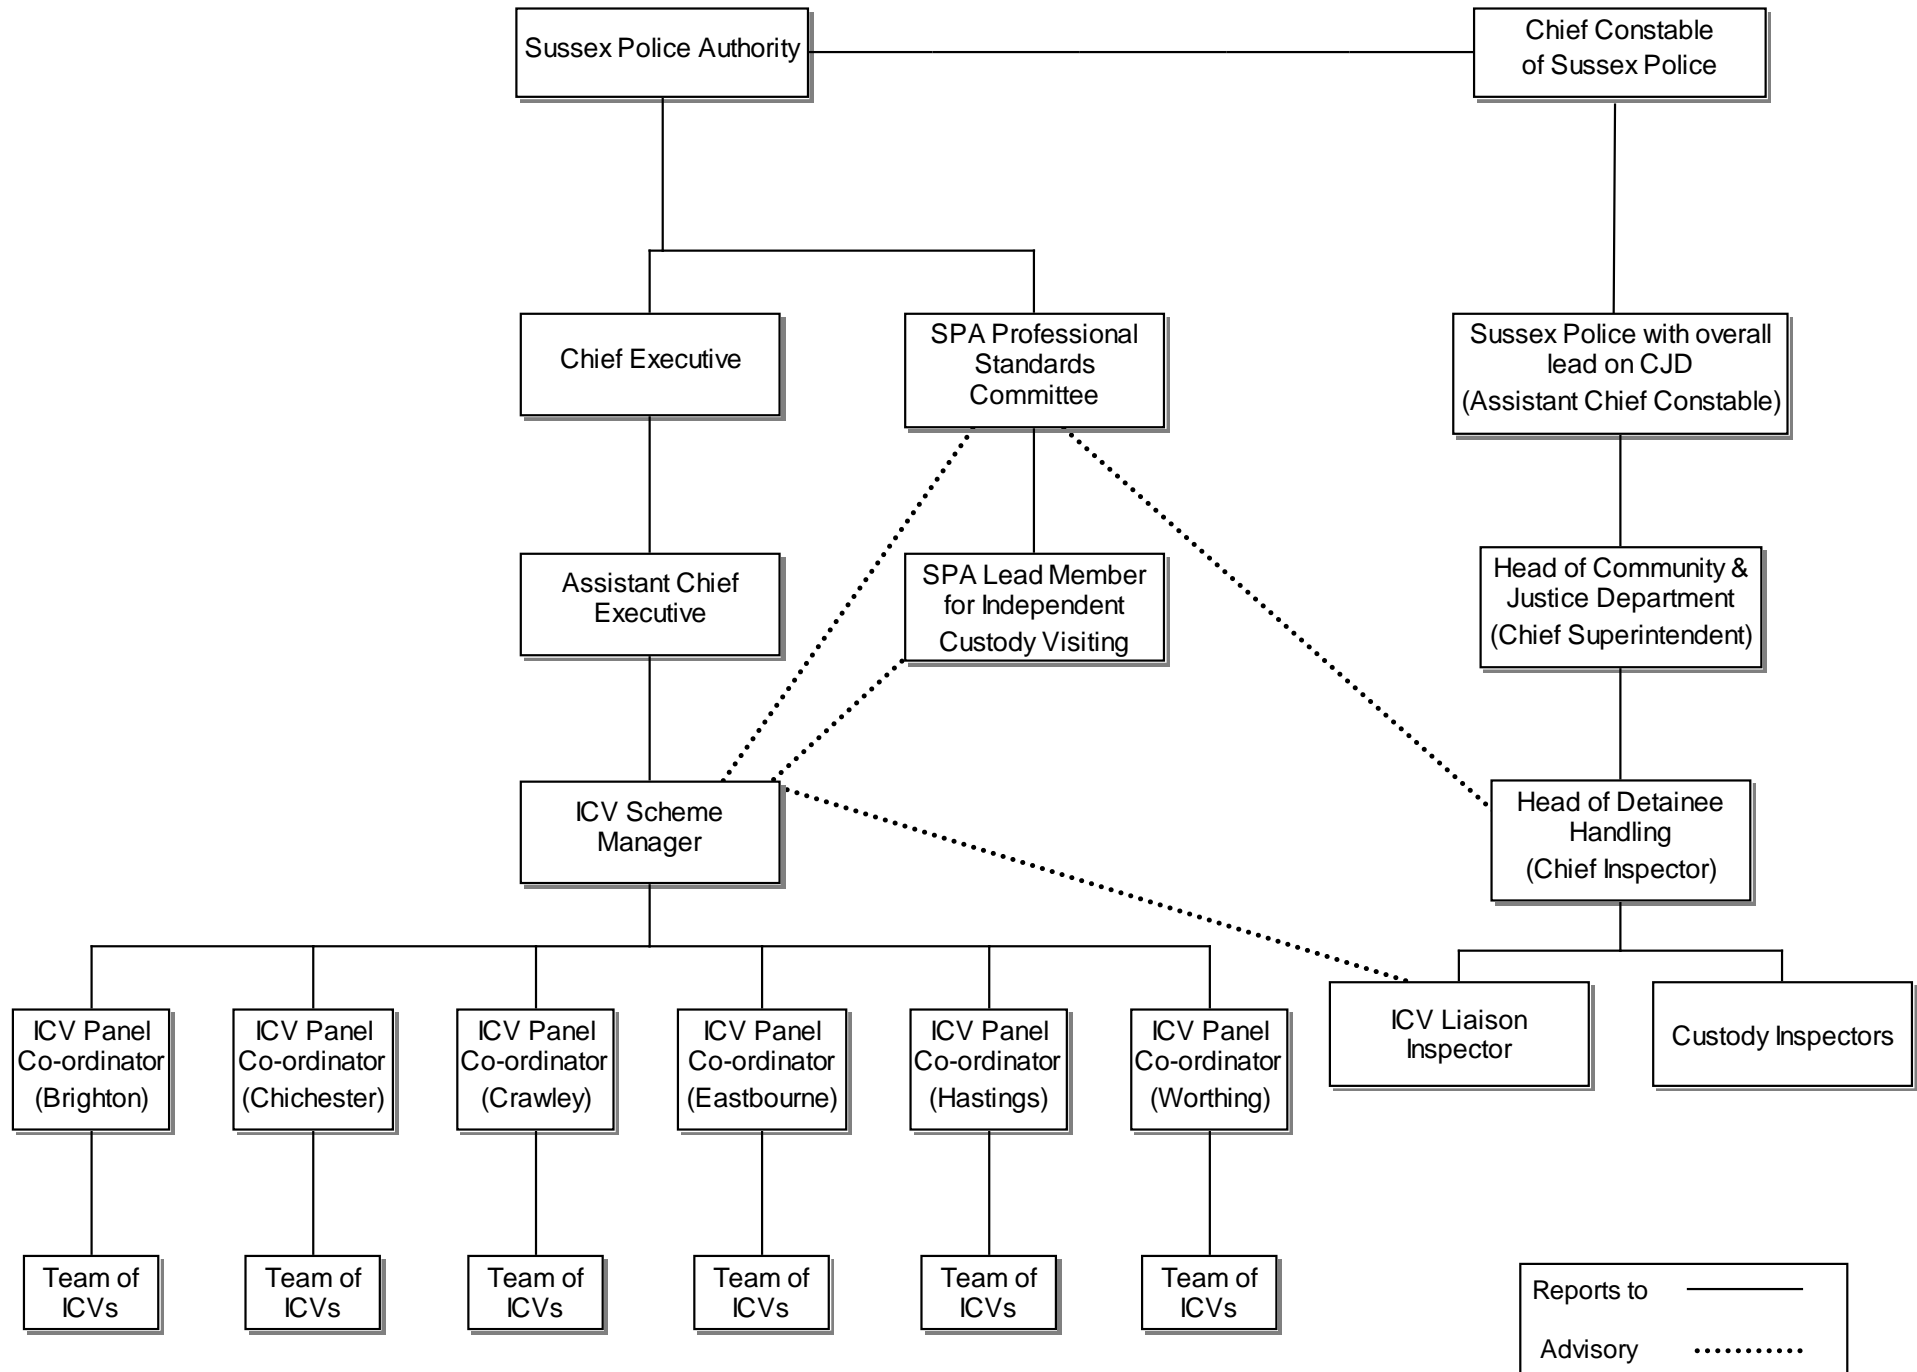 Sussex Police Authority
Chief Constable
of Sussex Police
Chief Executive
SPA Professional
Standards
Committee
Sussex Police with overall
lead on CJD
(Assistant Chief Constable)
Assistant Chief
Executive
SPA Lead Member
for Independent
Custody Visiting
Head of Community &
Justice Department
(Chief Superintendent)
ICV Scheme
Manager
Head of Detainee
Handling
(Chief Inspector)
ICV Panel
Co-ordinator
(Brighton)
ICV Panel
Co-ordinator
(Chichester)
ICV Panel
Co-ordinator
(Crawley)
ICV Panel
Co-ordinator
(Eastbourne)
ICV Panel
Co-ordinator
(Hastings)
ICV Panel
Co-ordinator
(Worthing)
ICV Liaison
Inspector
Custody Inspectors
Team of
ICVs
Team of
ICVs
Team of
ICVs
Team of
ICVs
Team of
ICVs
Team of
ICVs
Reports to
Advisory